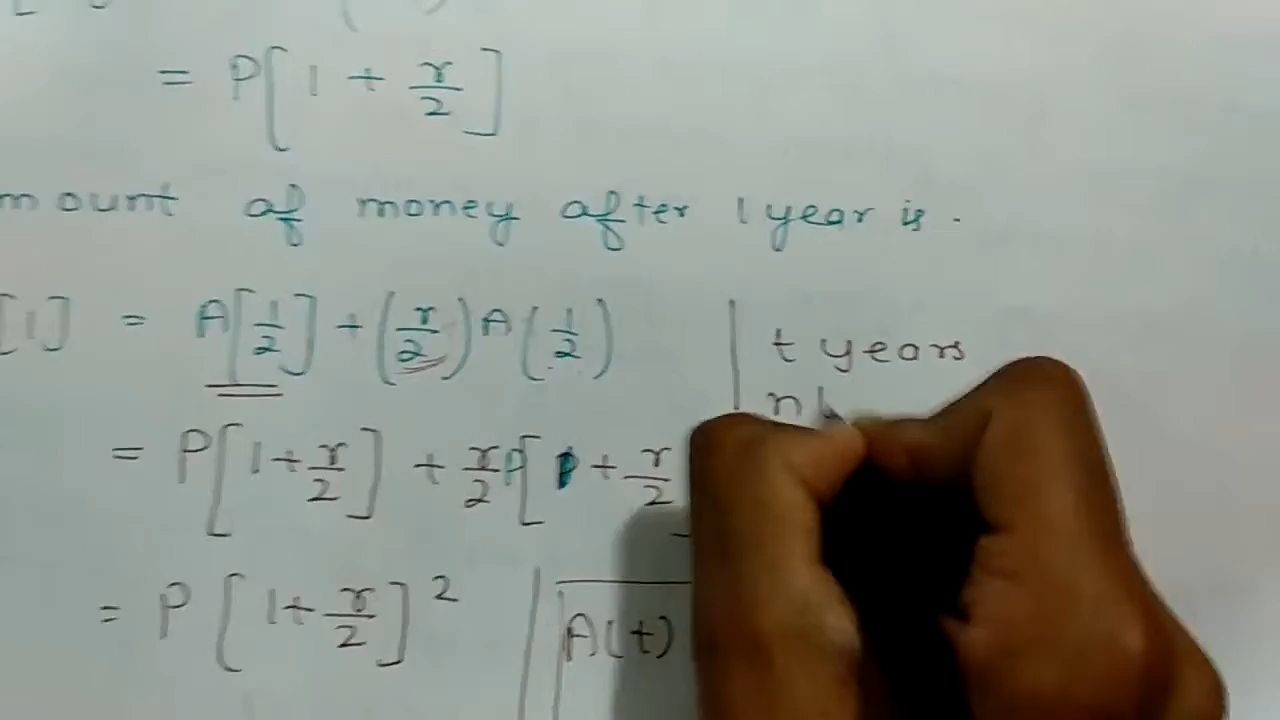 = P[1 + r/2]
mount of money after 1 year is.
[1] = A[1/2] + (r/2) A(1/2)
t years
n
= P[1+r/2] + r/2 P[1 + r/2
= P[1+r/2]²
A(t)